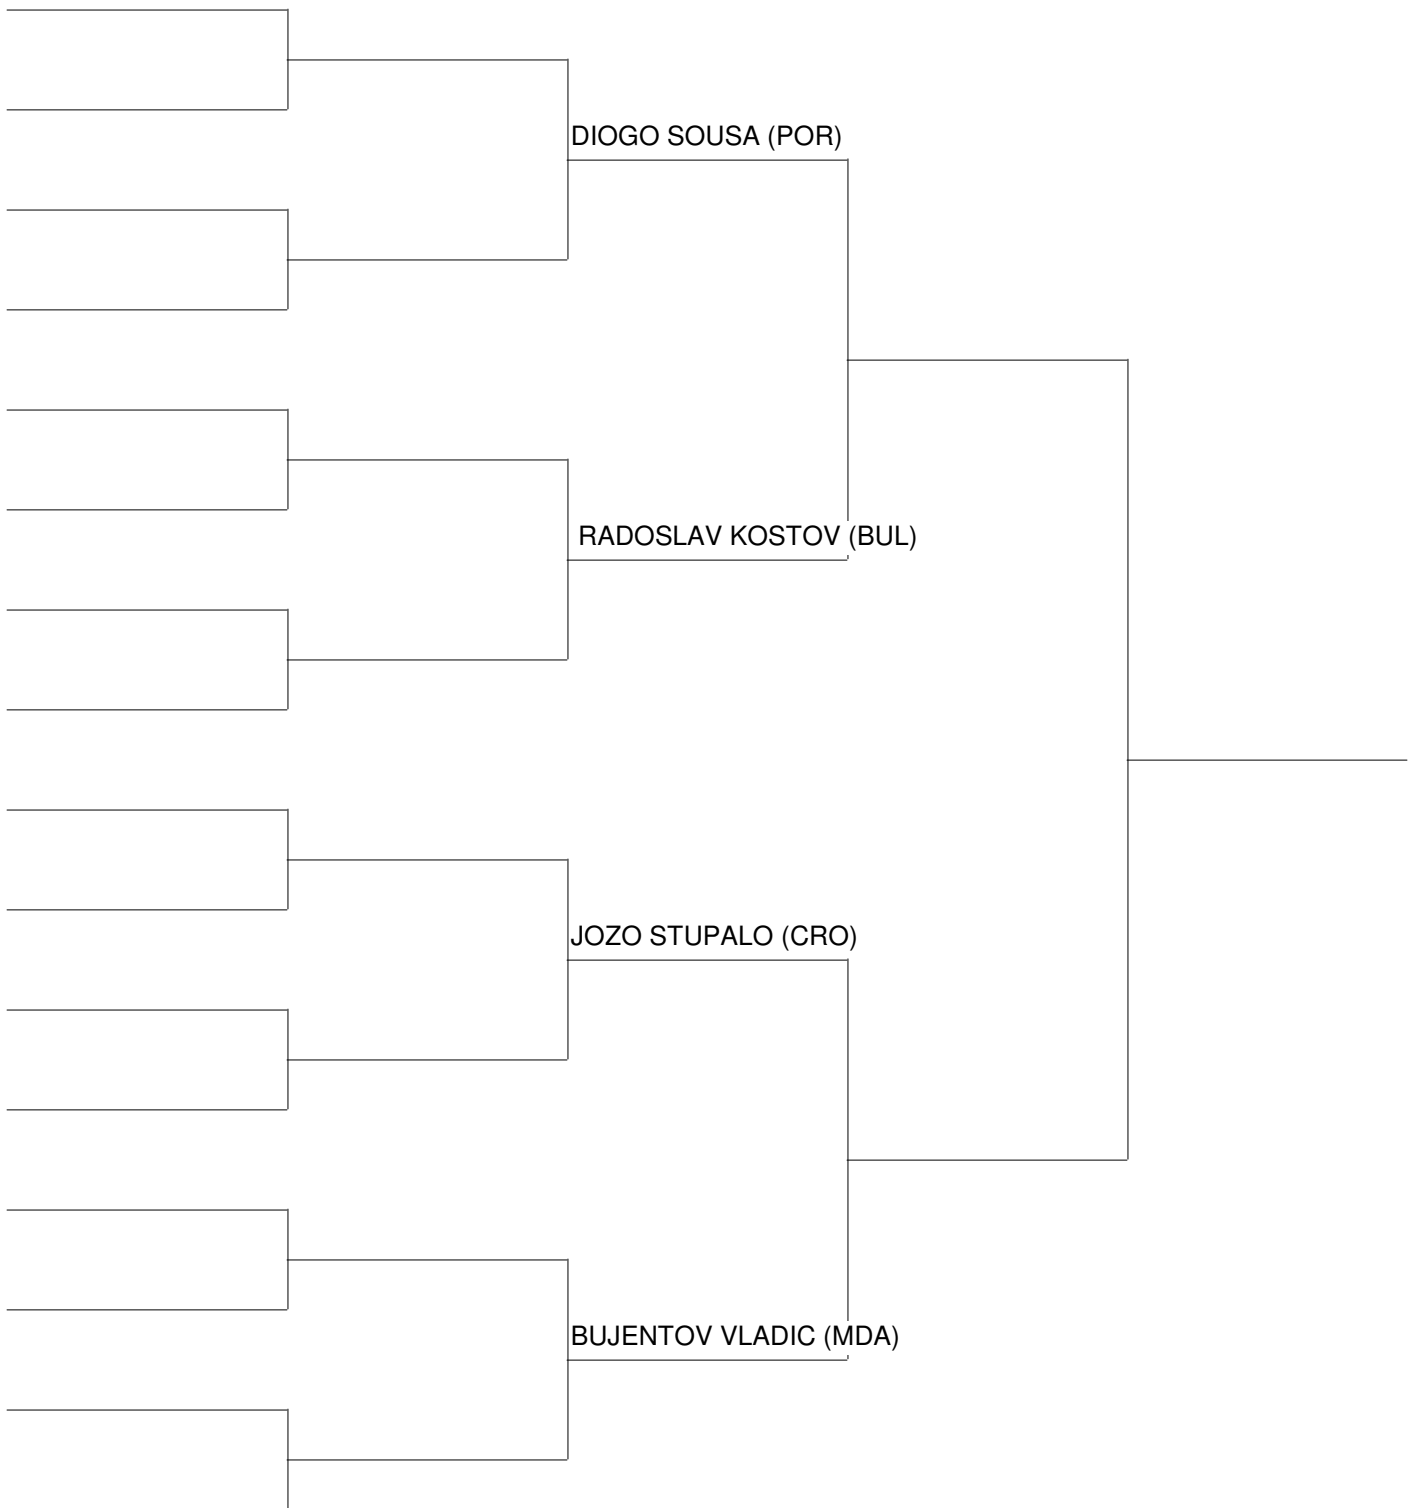 DIOGO SOUSA (POR)
RADOSLAV KOSTOV (BUL)
JOZO STUPALO (CRO)
BUJENTOV VLADIC (MDA)